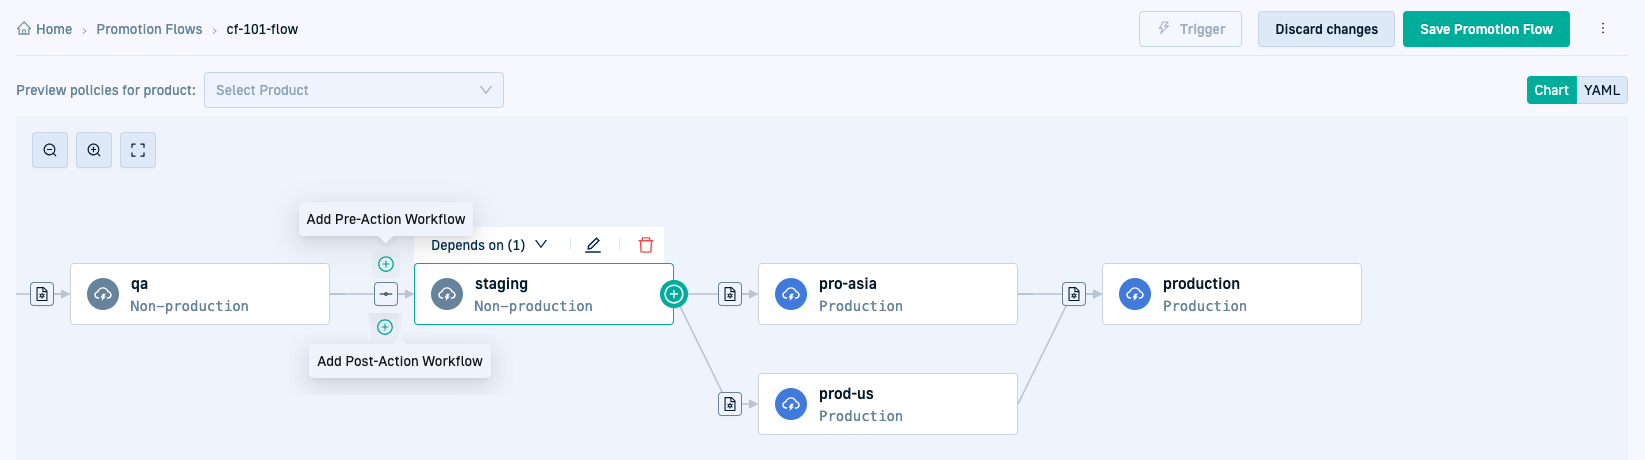 Home › Promotion Flows › cf-101-flow
Trigger
Discard changes
Save Promotion Flow
Preview policies for product:
Select Product
Chart
YAML
Add Pre-Action Workflow
Depends on (1)
qa
Non-production
staging
Non-production
pro-asia
Production
production
Production
Add Post-Action Workflow
prod-us
Production